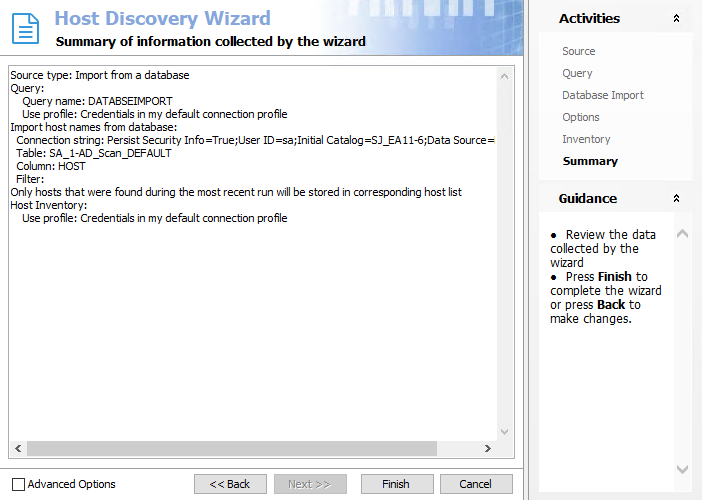 Host Discovery Wizard
Summary of information collected by the wizard
Source type: Import from a database
Query:
Query name: DATABSEIMPORT
Use profile: Credentials in my default connection profile
Import host names from database:
Connection string: Persist Security Info=True;User ID=sa;Initial Catalog=SJ_EA11-6;Data Source=
Table: SA_1-AD_Scan_DEFAULT
Column: HOST
Filter:
Only hosts that were found during the most recent run will be stored in corresponding host list
Host Inventory:
Use profile: Credentials in my default connection profile
Advanced Options
<< Back
Next >>
Finish
Cancel
Activities
Source
Query
Database Import
Options
Inventory
Summary
Guidance
● Review the data
collected by the
wizard
● Press Finish to
complete the wizard
or press Back to
make changes.